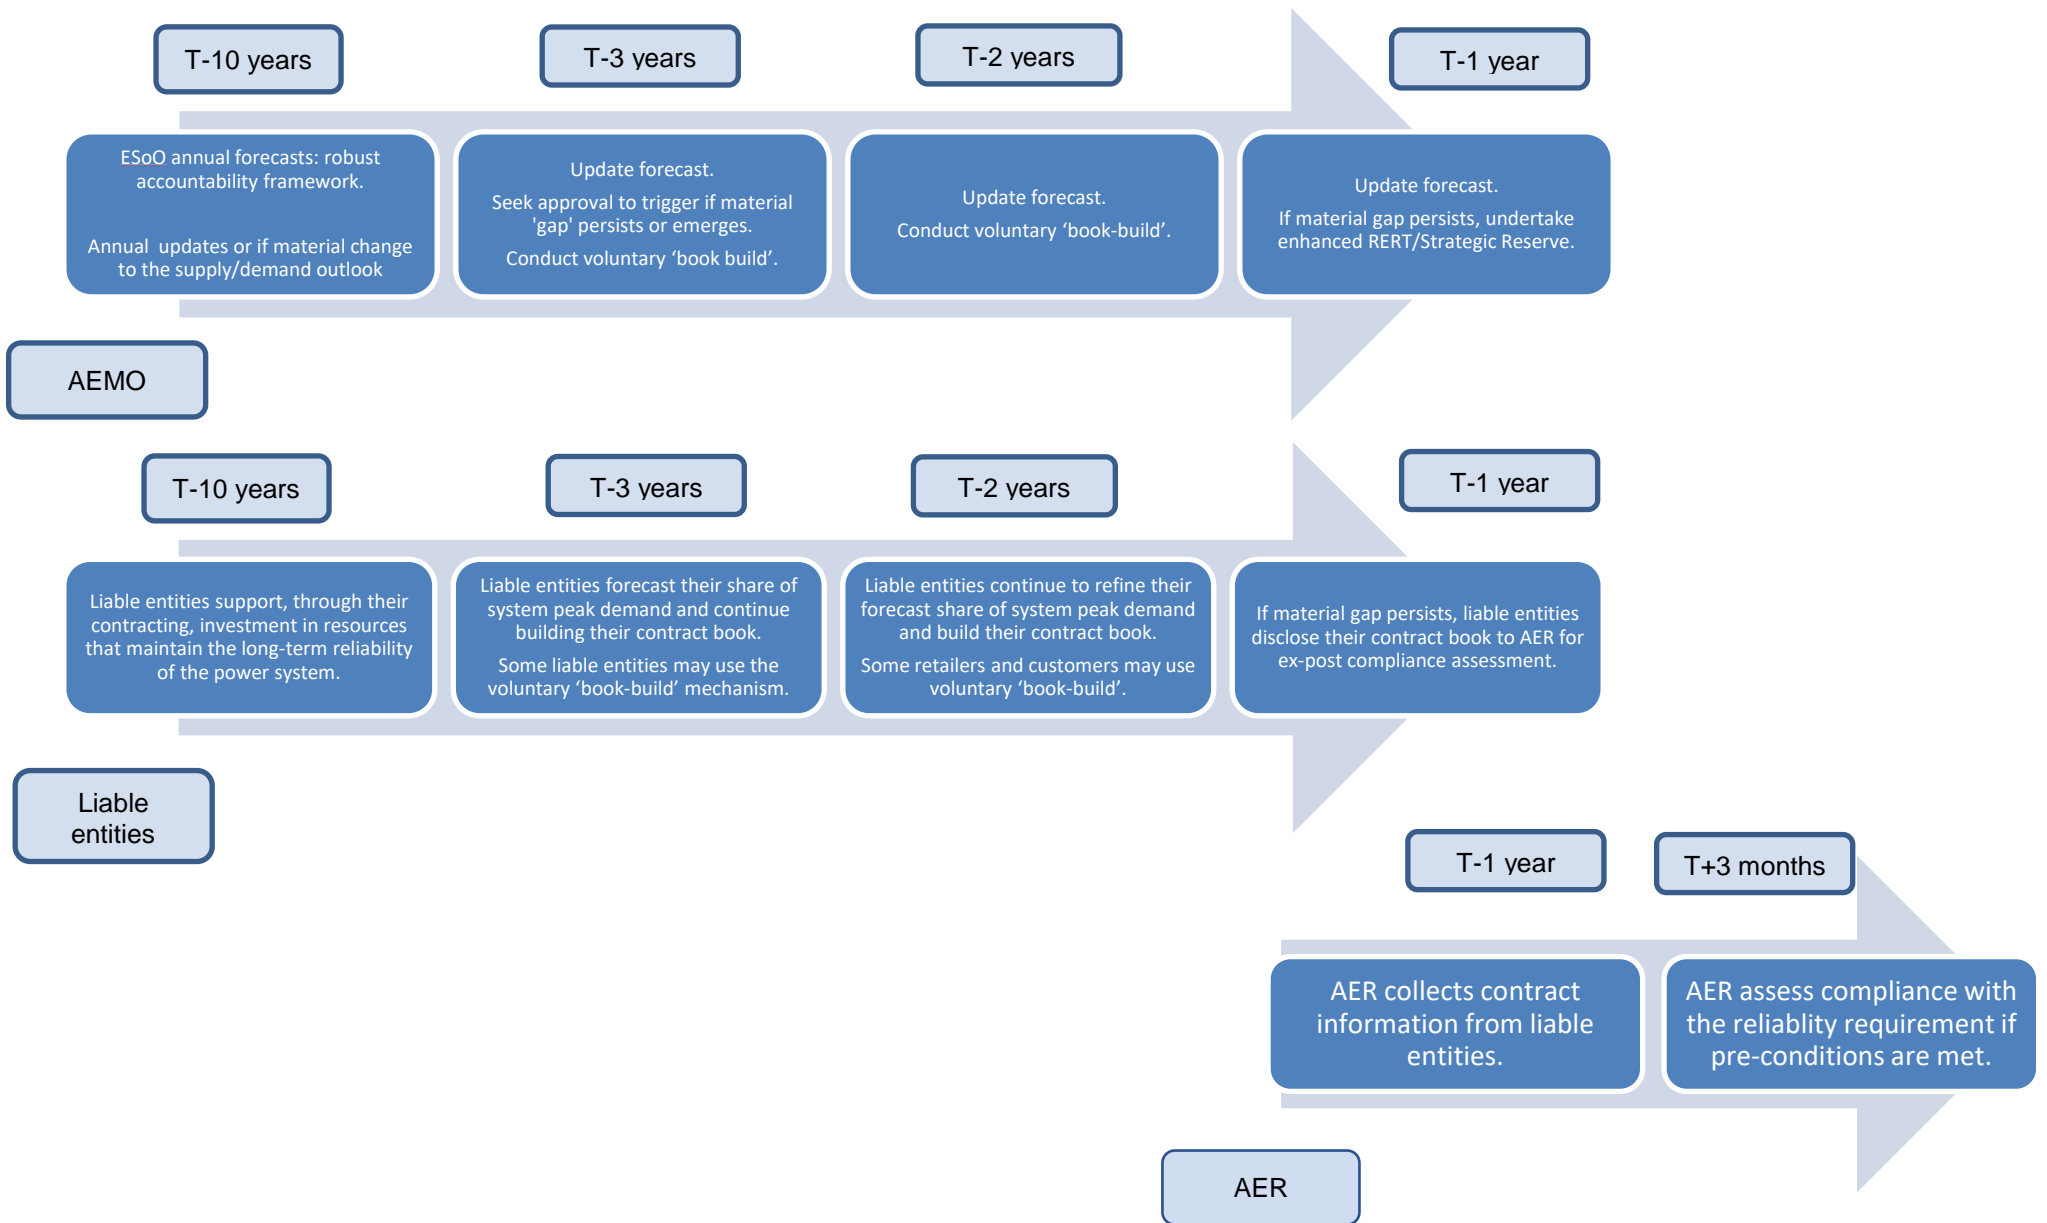 T-10 years
T-3 years
T-2 years
T-1 year
ESoO annual forecasts: robust
accountability framework.
Annual  updates or if material change
to the supply/demand outlook
Update forecast.
Seek approval to trigger if material
'gap' persists or emerges.
Conduct voluntary ‘book build’.
Update forecast.
Conduct voluntary ‘book-build’.
Update forecast.
If material gap persists, undertake
enhanced RERT/Strategic Reserve.
AEMO
T-10 years
T-3 years
T-2 years
T-1 year
Liable entities support, through their
contracting, investment in resources
that maintain the long-term reliability
of the power system.
Liable entities forecast their share of
system peak demand and continue
building their contract book.
Some liable entities may use the
voluntary ‘book-build’ mechanism.
Liable entities continue to refine their
forecast share of system peak demand
and build their contract book.
Some retailers and customers may use
voluntary ‘book-build’.
If material gap persists, liable entities
disclose their contract book to AER for
ex-post compliance assessment.
Liable
entities
T-1 year
T+3 months
AER collects contract
information from liable
entities.
AER assess compliance with
the reliablity requirement if
pre-conditions are met.
AER